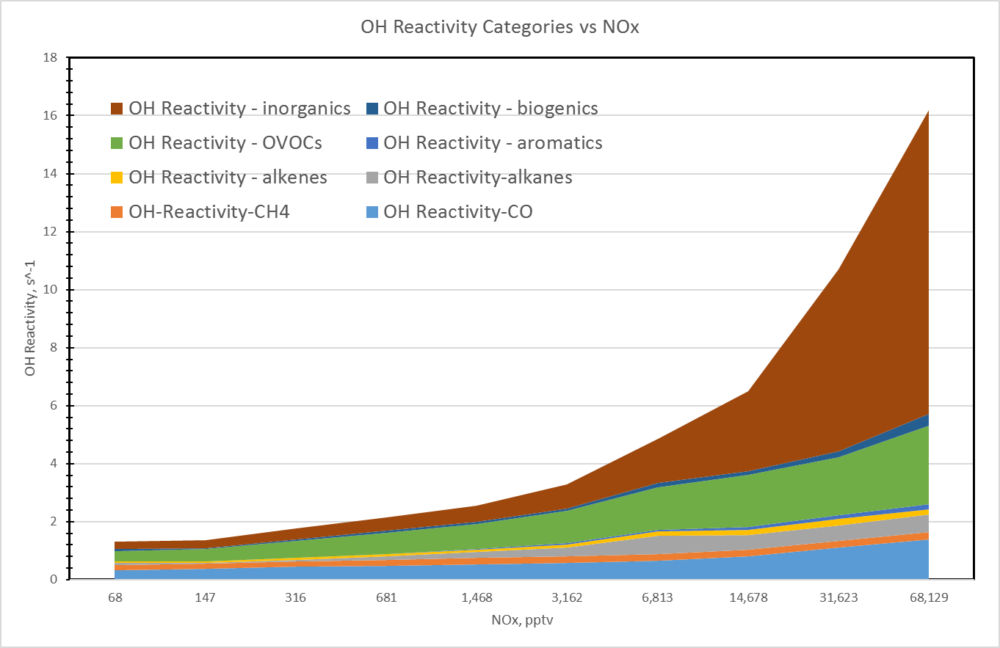 OH Reactivity Categories vs NOx
18
16
14
12
10
8
6
4
2
0
OH Reactivity, s^-1
OH Reactivity - inorganics
OH Reactivity - biogenics
OH Reactivity - OVOCs
OH Reactivity - aromatics
OH Reactivity - alkenes
OH Reactivity-alkanes
OH-Reactivity-CH4
OH Reactivity-CO
68 147 316 681 1,468 3,162 6,813 14,678 31,623 68,129
NOx, pptv